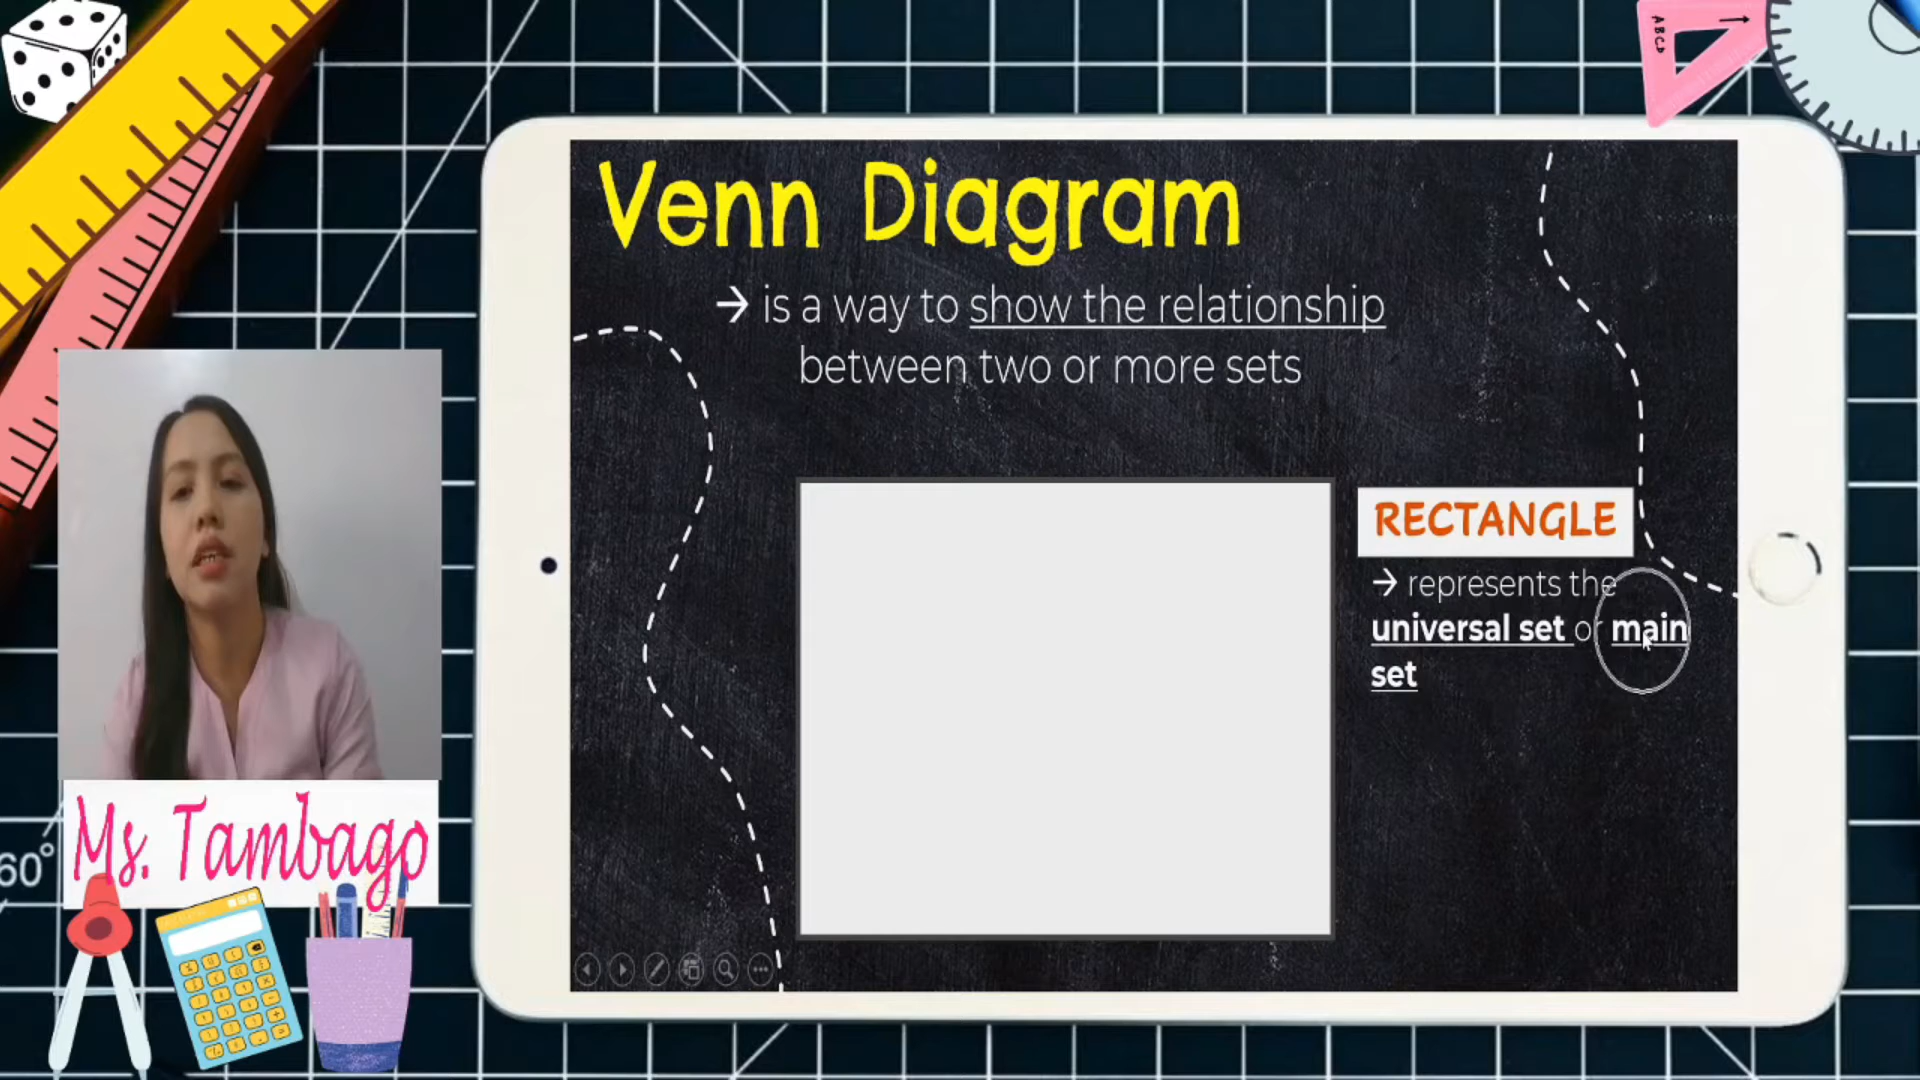 Venn Diagram
→ is a way to show the relationship
between two or more sets
RECTANGLE
→ represents the
universal set or main
set
Ms. Tambago
60°
ABCD